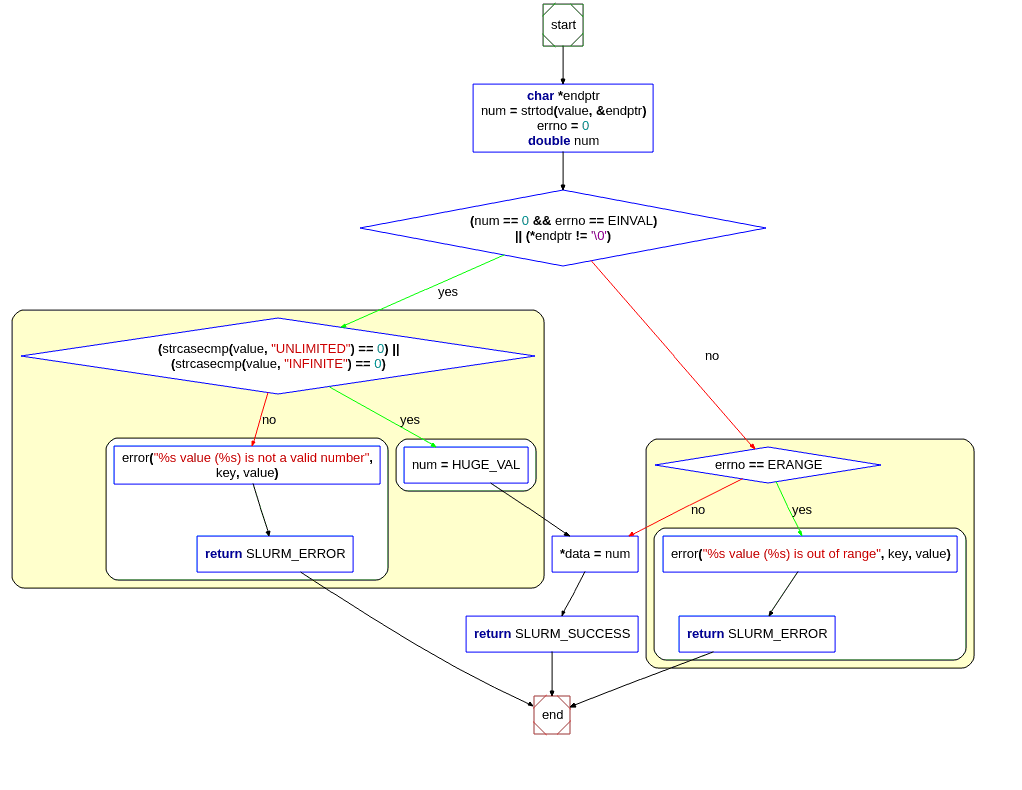 start
char *endptr
num = strtod(value, &endptr)
errno = 0
double num
(num == 0 && errno == EINVAL)
|| (*endptr != '\0')
yes
no
(strcasecmp(value, "UNLIMITED") == 0) ||
(strcasecmp(value, "INFINITE") == 0)
no
yes
error("%s value (%s) is not a valid number",
key, value)
num = HUGE_VAL
errno == ERANGE
no
yes
return SLURM_ERROR
*data = num
error("%s value (%s) is out of range", key, value)
return SLURM_SUCCESS
return SLURM_ERROR
end